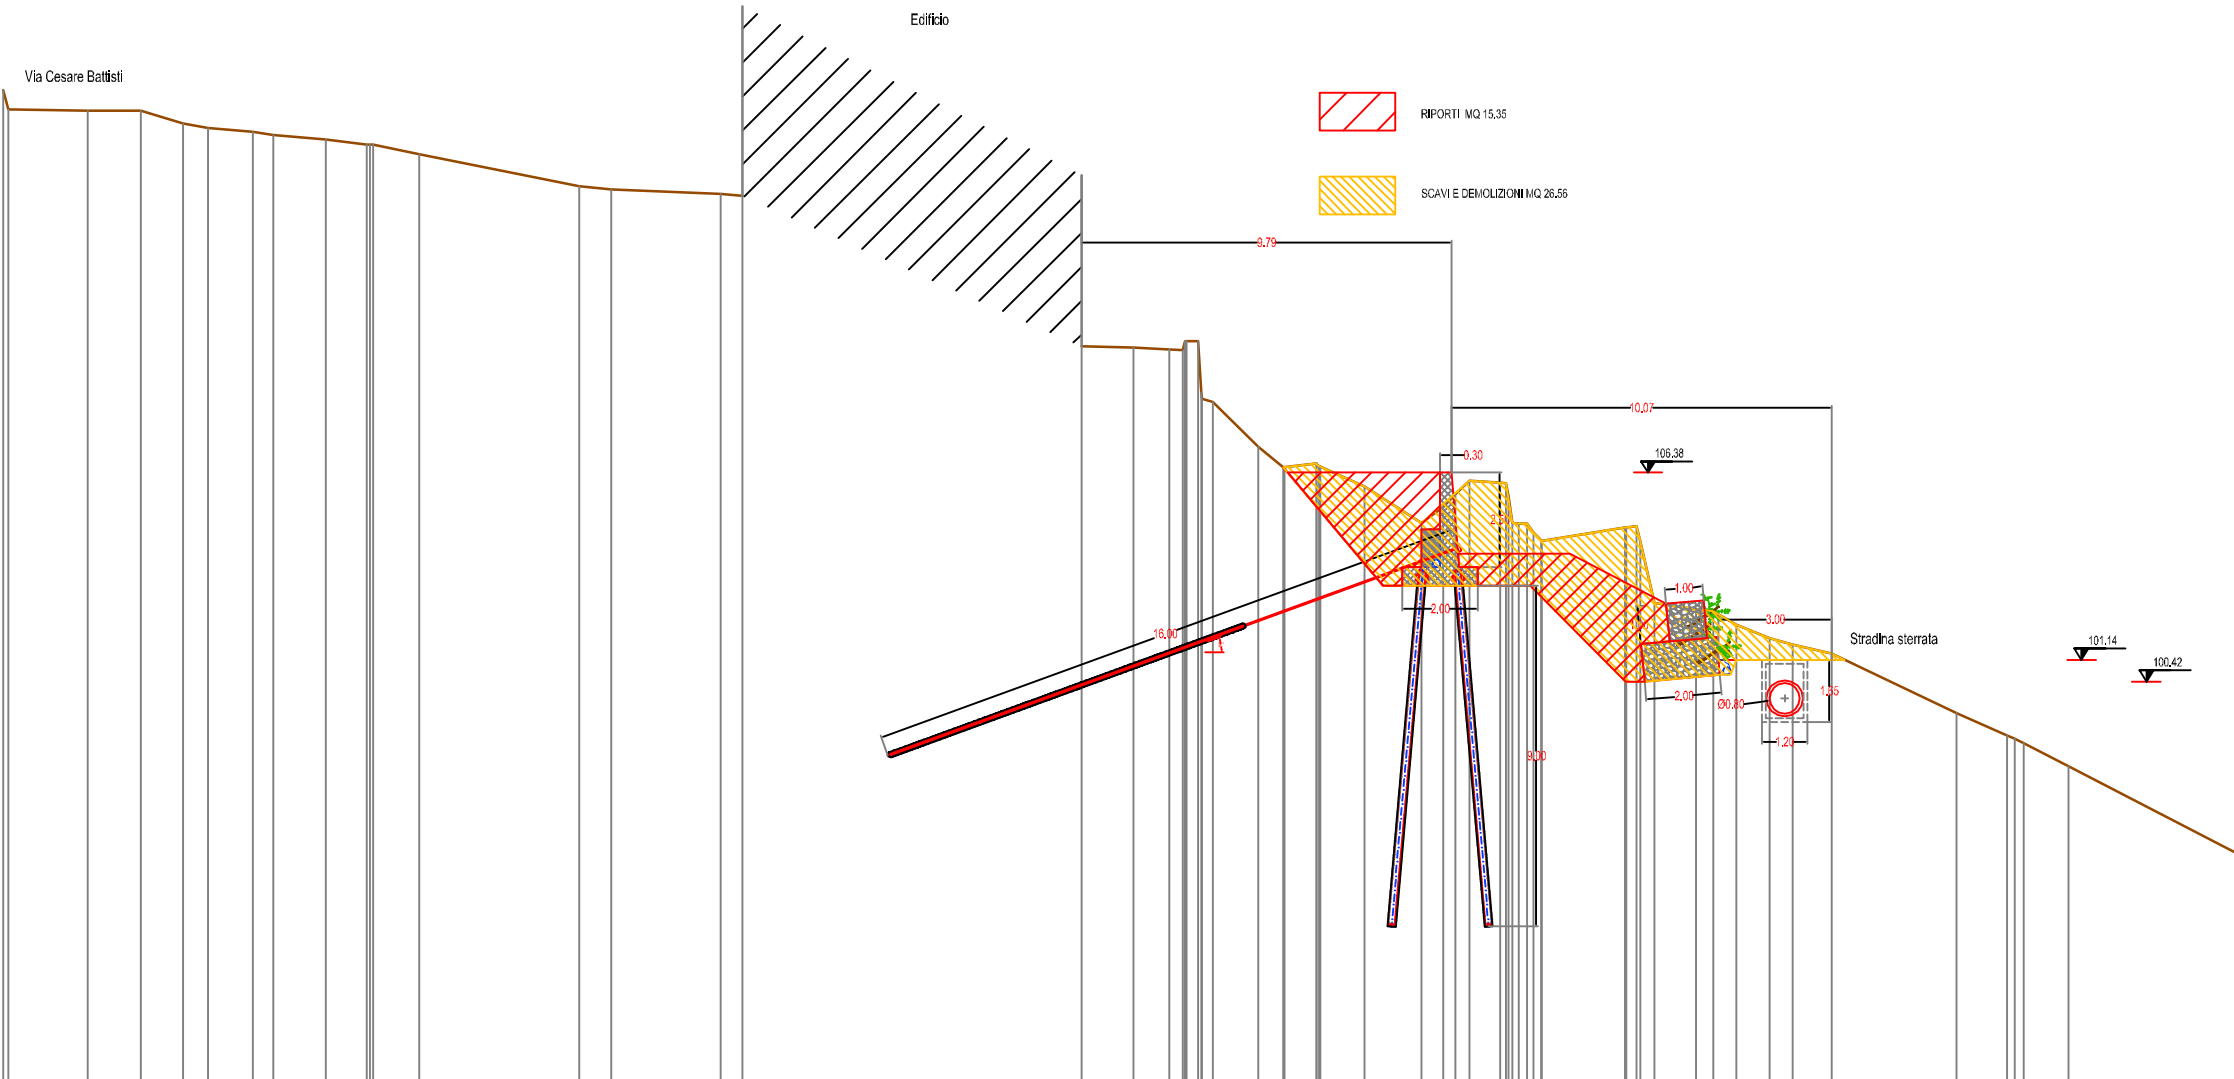 Edificio
Via Cesare Battisti
RIPORTI MQ 15.35
SCAVI E DEMOLIZIONI MQ 26.56
9.79
10.07
0.30
106.38
1.00
2.00
3.00
16.00
Stradina sterrata
101.14
100.42
2.00
Ø0.80
1.20
9.00